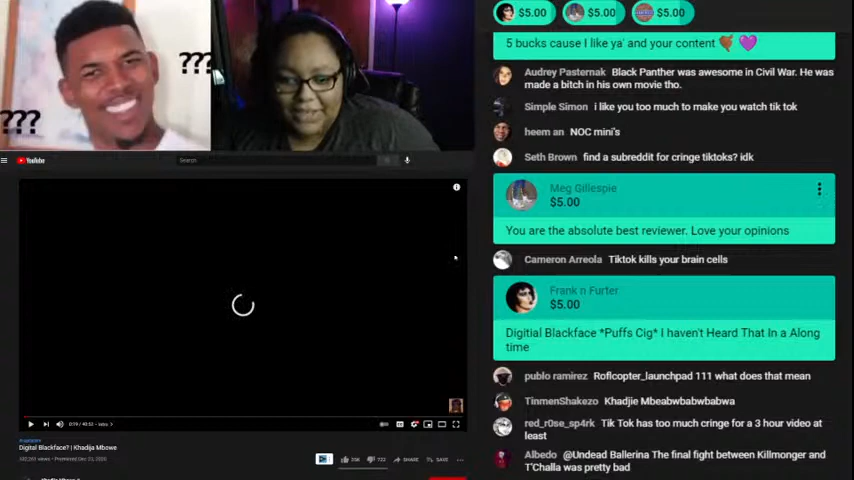 $5.00 $5.00 $5.00
???
???
5 bucks cause I like ya' and your content
Audrey Pasternak Black Panther was awesome in Civil War. He was
made a bitch in his own movie tho.
Simple Simon i like you too much to make you watch tik tok
heem an NOC mini's
Seth Brown find a subreddit for cringe tiktoks? idk
Meg Gillespie
$5.00
You are the absolute best reviewer. Love your opinions
Cameron Arreola Tiktok kills your brain cells
Frank n Furter
$5.00
Digitial Blackface *Puffs Cig* I haven't Heard That In a Along
time
publo ramirez Roflcopter_launchpad 111 what does that mean
TinmenShakezo Khadjie Mbeabwbabwbabwa
red_r0se_sp4rk Tik Tok has too much cringe for a 3 hour video at
least
Albedo @Undead Ballerina The final fight between Killmonger and
T'Challa was pretty bad
YouTube
Search
Digital Blackface? | Khadija Mbowe
SHARE
SAVE